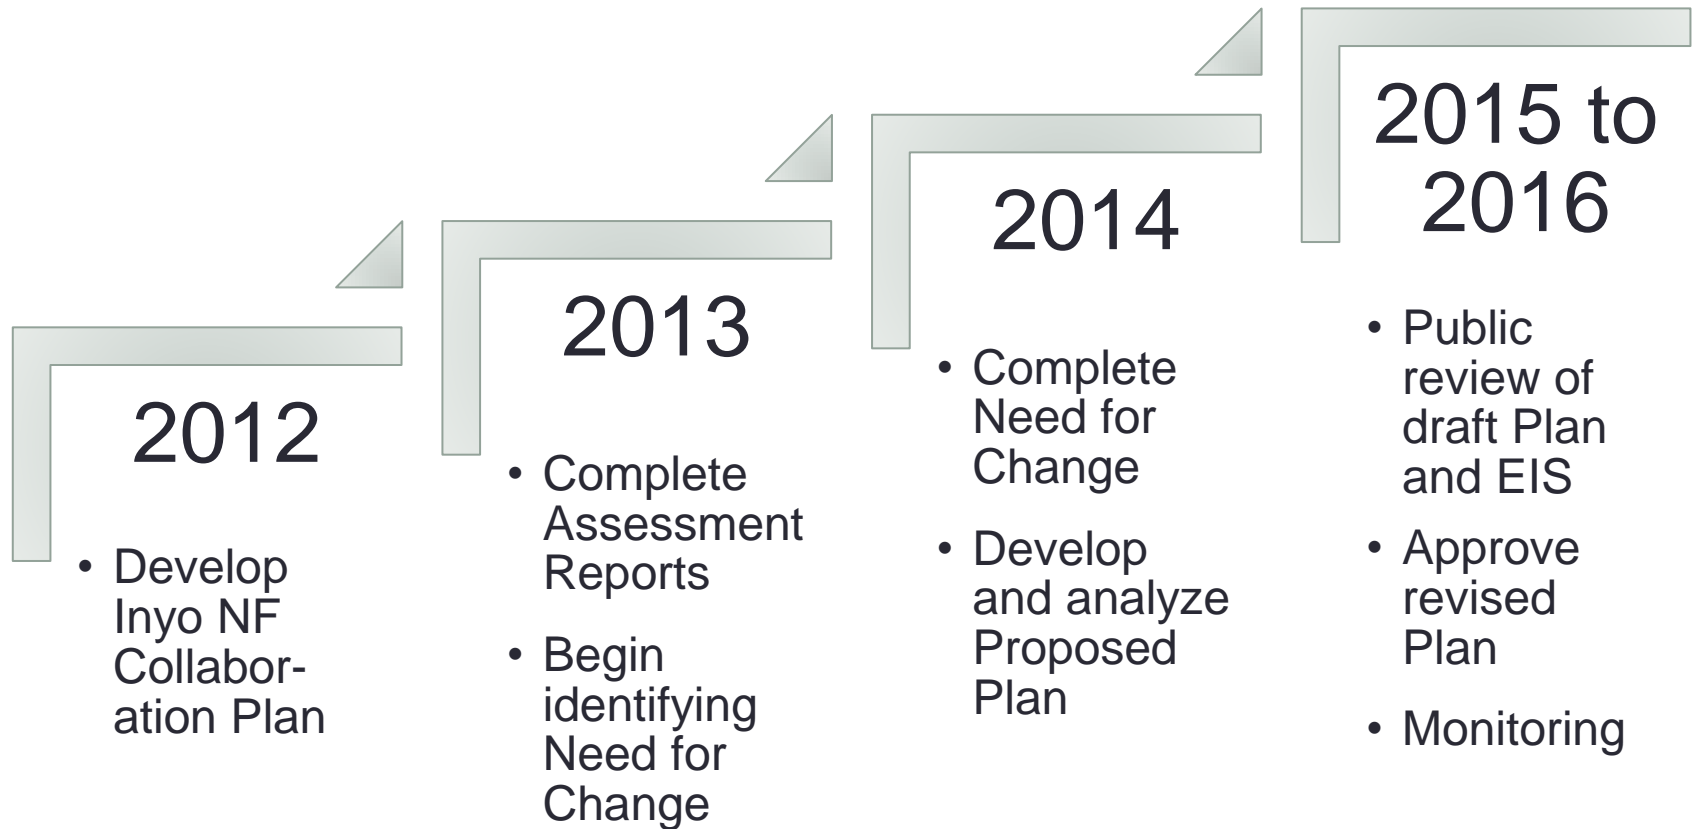 2012
• Develop
Inyo NF
Collabor-
ation Plan
2013
• Complete
Assessment
Reports
• Begin
identifying
Need for
Change
2014
• Complete
Need for
Change
• Develop
and analyze
Proposed
Plan
2015 to
2016
• Public
review of
draft Plan
and EIS
• Approve
revised
Plan
• Monitoring